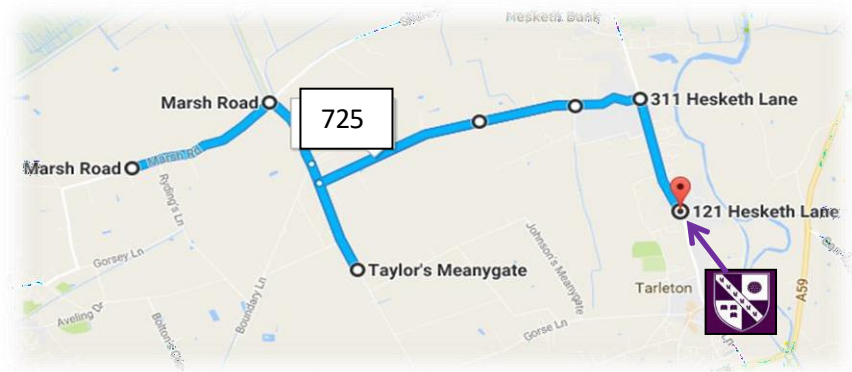 Hesketh Bank
Marsh Road
725
311 Hesketh Lane
Marsh Road
Marsh Rd
Ryding's Ln
121 Hesketh Lane
Gorsey Ln
Taylor's Meanygate
Johnson's Meanygate
Boundary Ln
Tarleton
A59
Aveling Dr
Gorse Ln